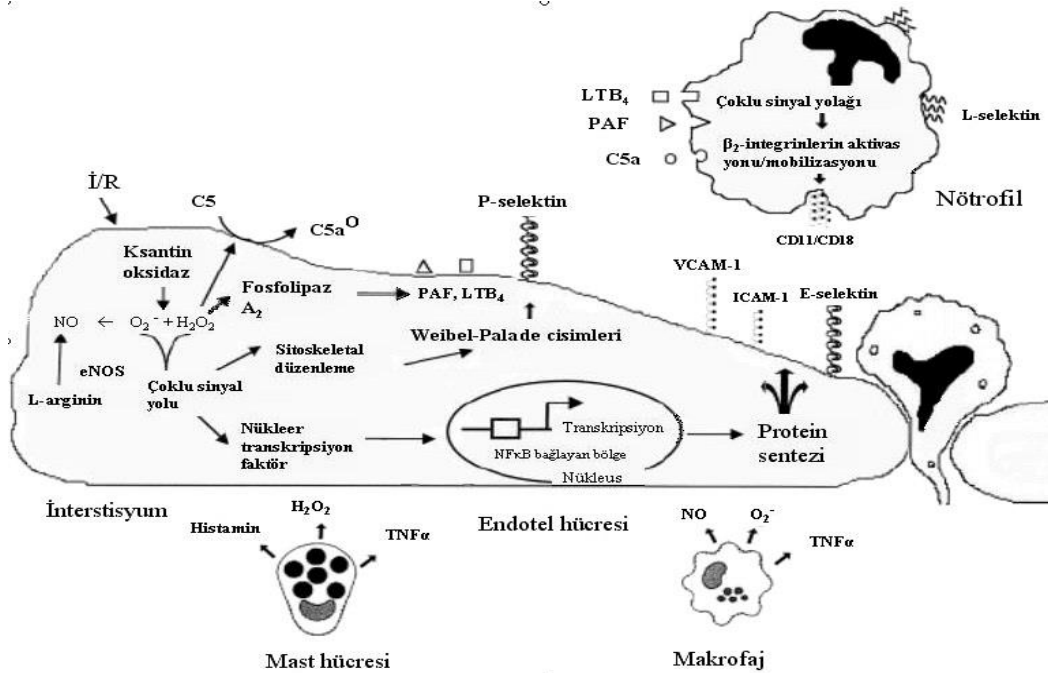 LTB4
PAF
C5a
Çoklu sinyal yolağı
β2-integrinlerin aktivas
yonu/mobilizasyonu
L-selektin
Nötrofil
CD11/CD18
İ/R
C5
C5aO
P-selektin
Ksantin
oksidaz
Fosfolipaz
A2
PAF, LTB4
VCAM-1
ICAM-1
E-selektin
NO ← O2- + H2O2
Weibel-Palade cisimleri
eNOS
Sitoskeletal
düzenleme
L-arginin
Çoklu sinyal
yolu
Nükleer
transkripsiyon
faktör
Transkripsiyon
NFκB bağlayan bölge
Nükleus
Protein
sentezi
İnterstisyum
Endotel hücresi
H2O2
Histamin
TNFα
NO
O2-
TNFα
Mast hücresi
Makrofaj